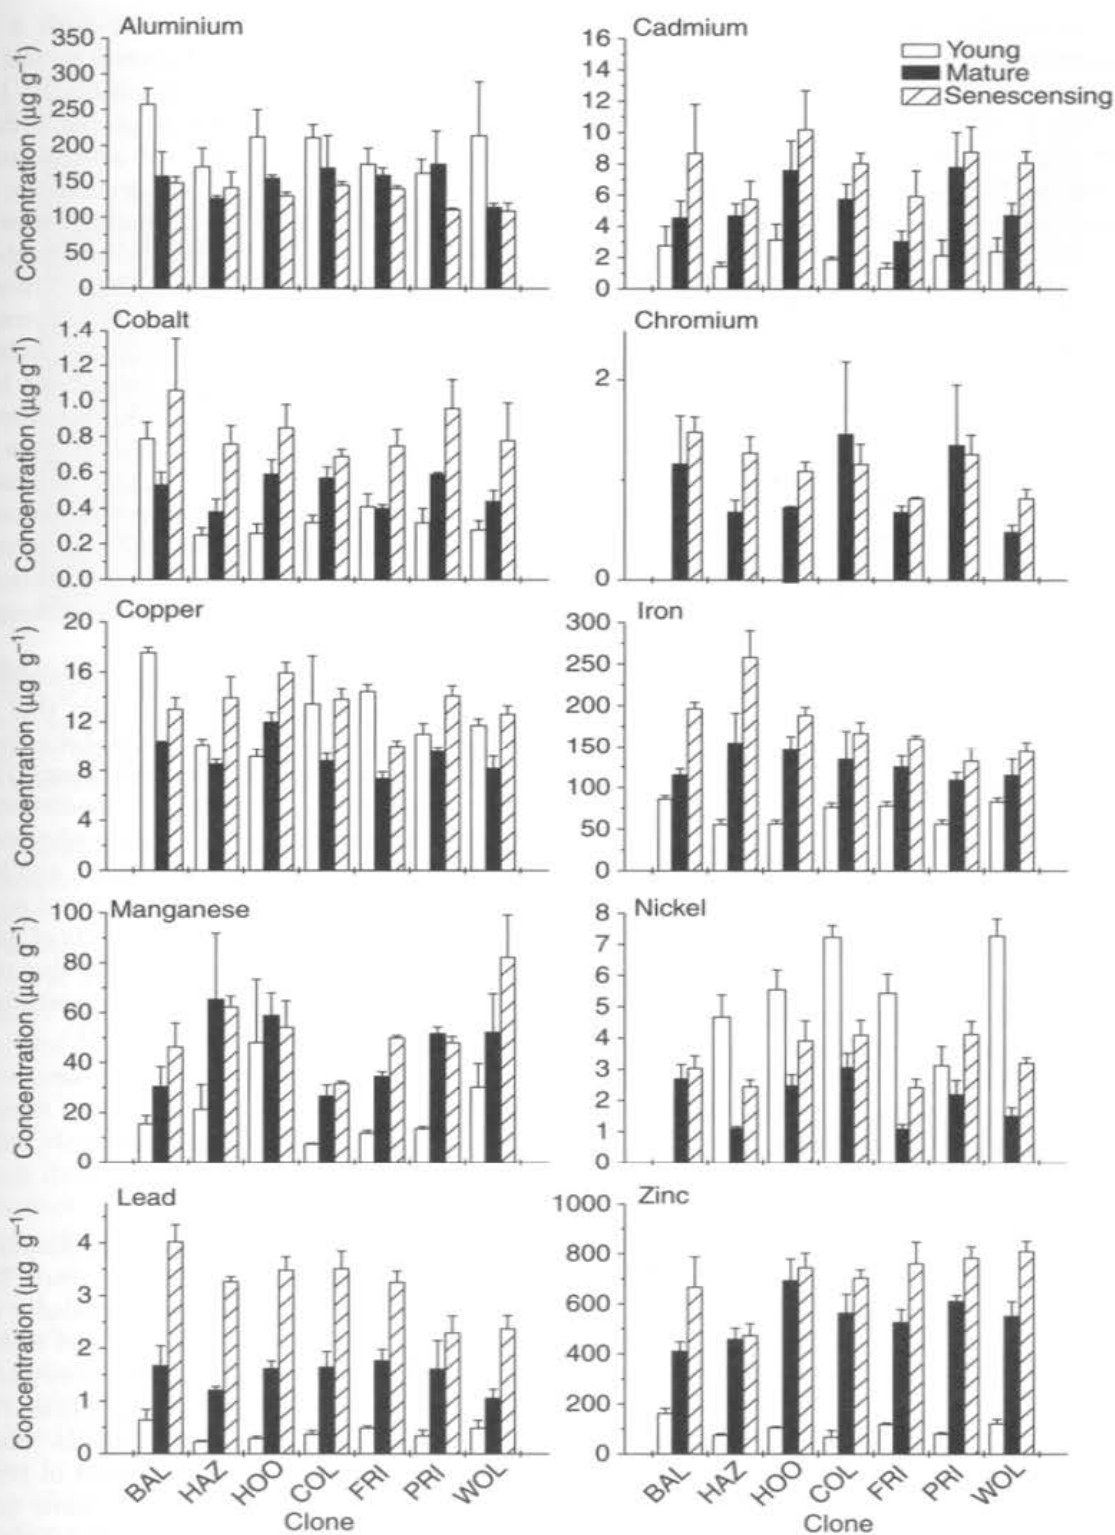 Aluminium
Concentration (µg g⁻¹)
350
300
250
200
150
100
50
0
Cadmium
16
14
12
10
8
6
4
2
0
Young
Mature
Senescensing
Cobalt
Concentration (µg g⁻¹)
1.4
1.2
1.0
0.8
0.6
0.4
0.2
0.0
Chromium
2
0
Copper
Concentration (µg g⁻¹)
20
16
12
8
4
0
Iron
300
250
200
150
100
50
0
Manganese
Concentration (µg g⁻¹)
100
80
60
40
20
0
Nickel
8
7
6
5
4
3
2
1
0
Lead
Concentration (µg g⁻¹)
4
3
2
1
0
BAL
HAZ
HOO
COL
FRI
PRI
WOL
Clone
Zinc
1000
800
600
400
200
0
BAL
HAZ
HOO
COL
FRI
PRI
WOL
Clone